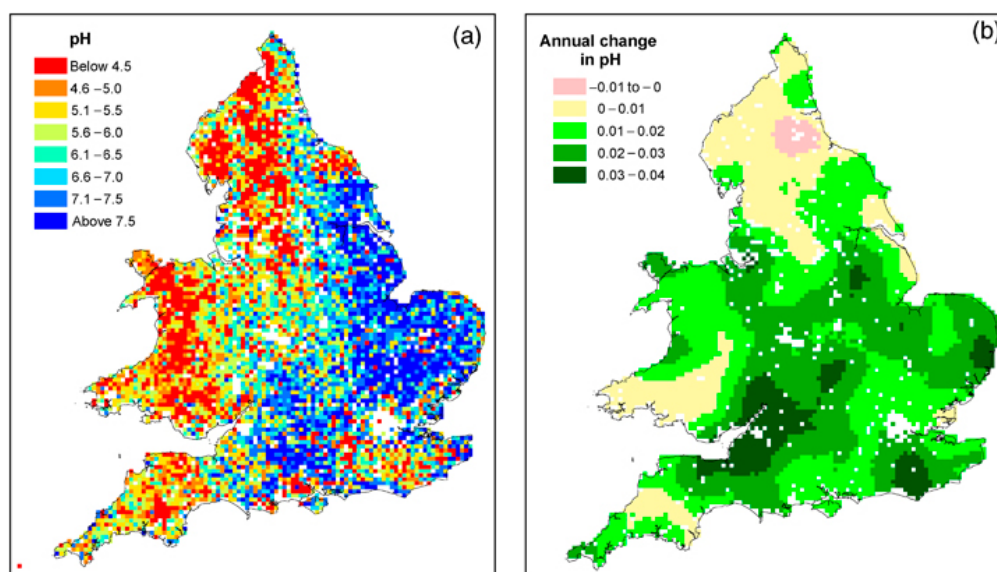 pH
(a)
Below 4.5
4.6 – 5.0
5.1 – 5.5
5.6 – 6.0
6.1 – 6.5
6.6 – 7.0
7.1 – 7.5
Above 7.5
Annual change
in pH
(b)
–0.01 to – 0
0 – 0.01
0.01 – 0.02
0.02 – 0.03
0.03 – 0.04